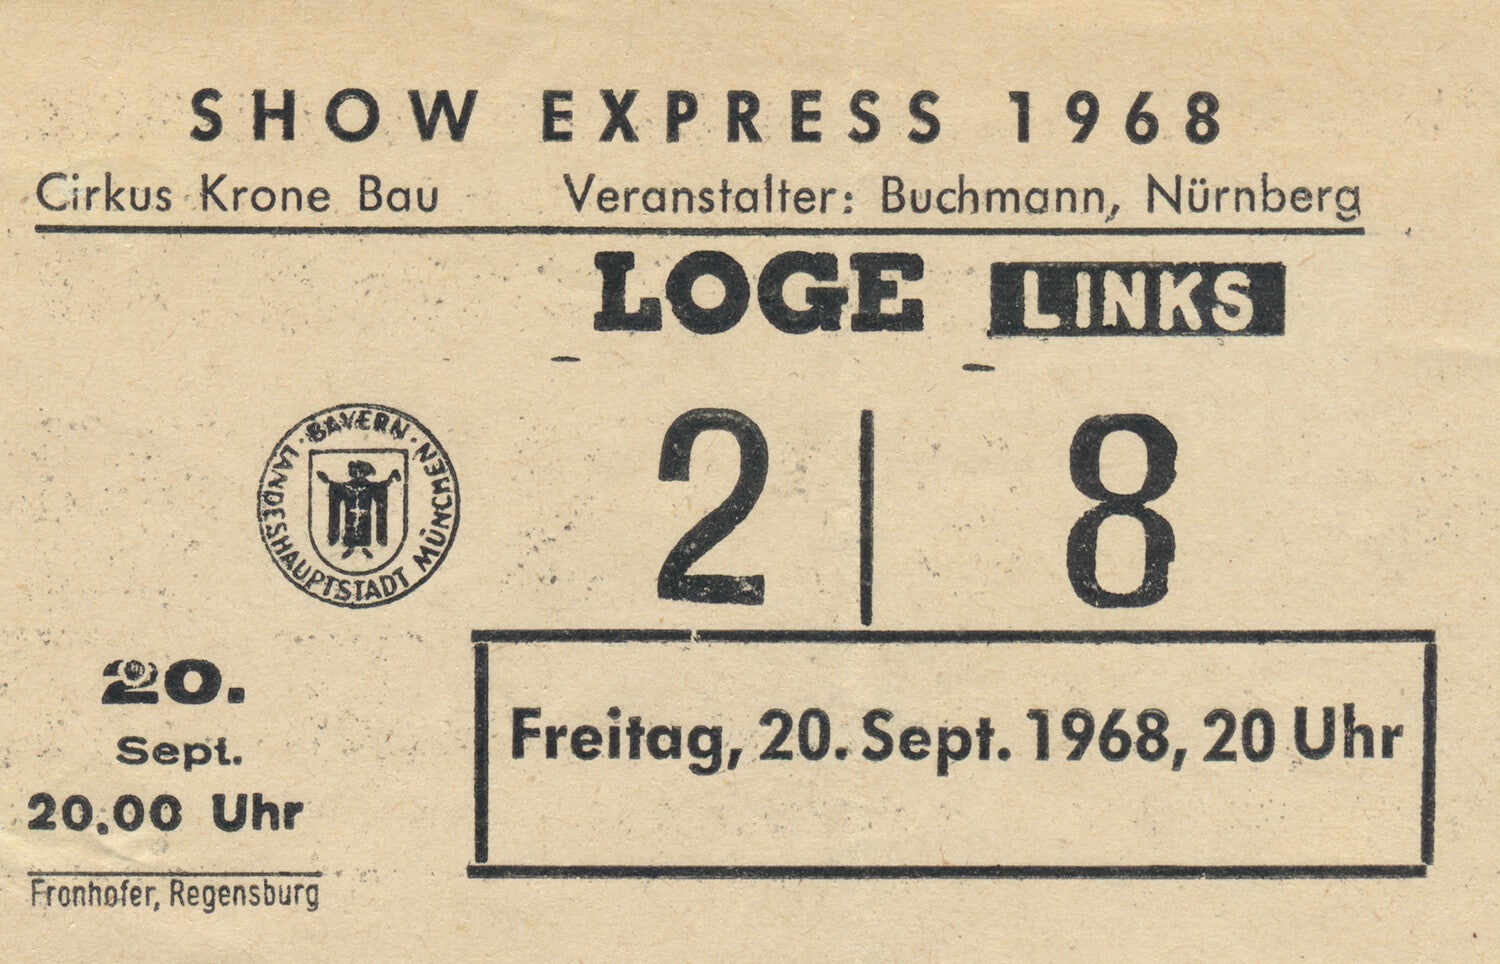 SHOW EXPRESS 1968
Cirkus Krone Bau Veranstalter: Buchmann, Nürnberg
LOGE LINKS
2 | 8
· BAYERN · LANDESHAUPTSTADT MÜNCHEN
20.
Sept.
20.00 Uhr
Freitag, 20. Sept. 1968, 20 Uhr
Fronhofer, Regensburg